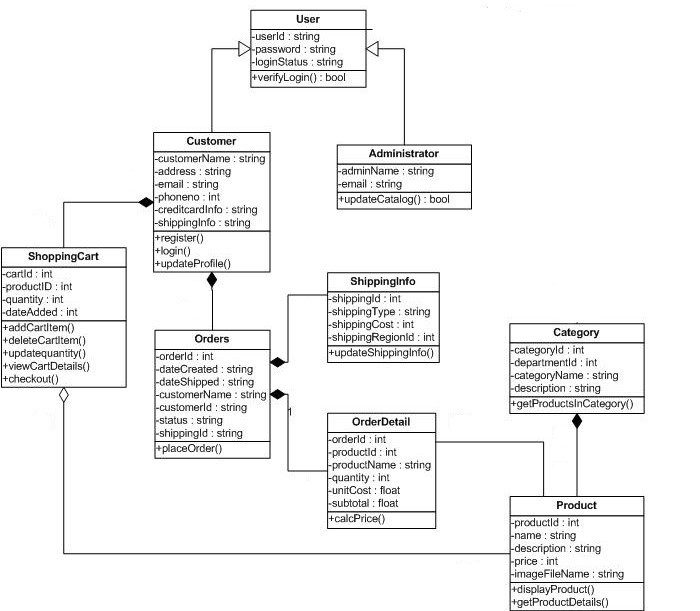 User
-userId : string
-password : string
-loginStatus : string
+verifyLogin() : bool
Customer
-customerName : string
-address : string
-email : string
-phoneno : int
-creditcardInfo : string
-shippingInfo : string
+register()
+login()
+updateProfile()
Administrator
-adminName : string
-email : string
+updateCatalog() : bool
ShoppingCart
-cartId : int
-productID : int
-quantity : int
-dateAdded : int
+addCartItem()
+deleteCartItem()
+updatequantity()
+viewCartDetails()
+checkout()
Orders
-orderId : int
-dateCreated : string
-dateShipped : string
-customerName : string
-customerId : string
-status : string
-shippingId : string
+placeOrder()
ShippingInfo
-shippingId : int
-shippingType : string
-shippingCost : int
-shippingRegionId : int
+updateShippingInfo()
1
OrderDetail
-orderId : int
-productId : int
-productName : string
-quantity : int
-unitCost : float
-subtotal : float
+calcPrice()
Category
-categoryId : int
-departmentId : int
-categoryName : string
-description : string
+getProductsInCategory()
Product
-productId : int
-name : string
-description : string
-price : int
-imageFileName : string
+displayProduct()
+getProductDetails()